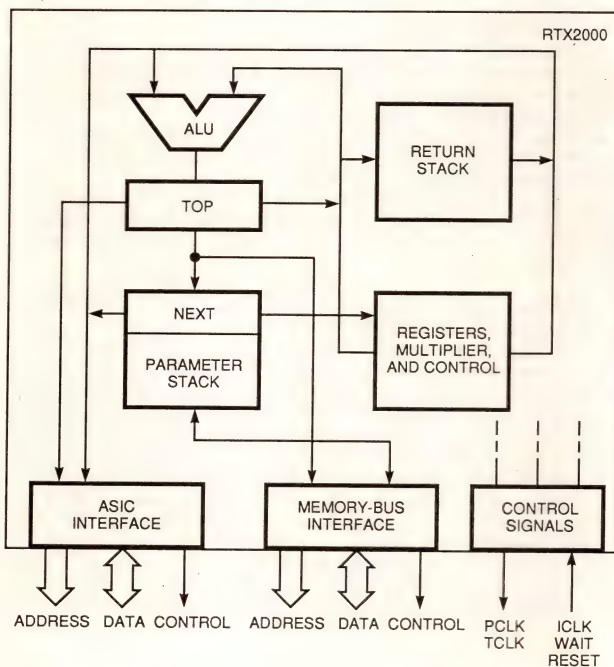 RTX2000
ALU
RETURN
STACK
TOP
NEXT
PARAMETER
STACK
REGISTERS,
MULTIPLIER,
AND CONTROL
ASIC
INTERFACE
MEMORY-BUS
INTERFACE
CONTROL
SIGNALS
ADDRESS DATA CONTROL
ADDRESS DATA CONTROL
PCLK
TCLK
ICLK
WAIT
RESET